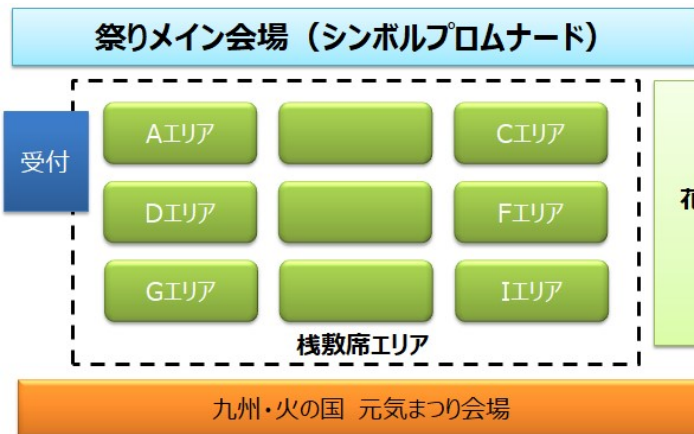 祭りメイン会場（シンボルプロムナード）
受付
Aエリア
Cエリア
Dエリア
Fエリア
Gエリア
Iエリア
桟敷席エリア
花
九州・火の国 元気まつり会場